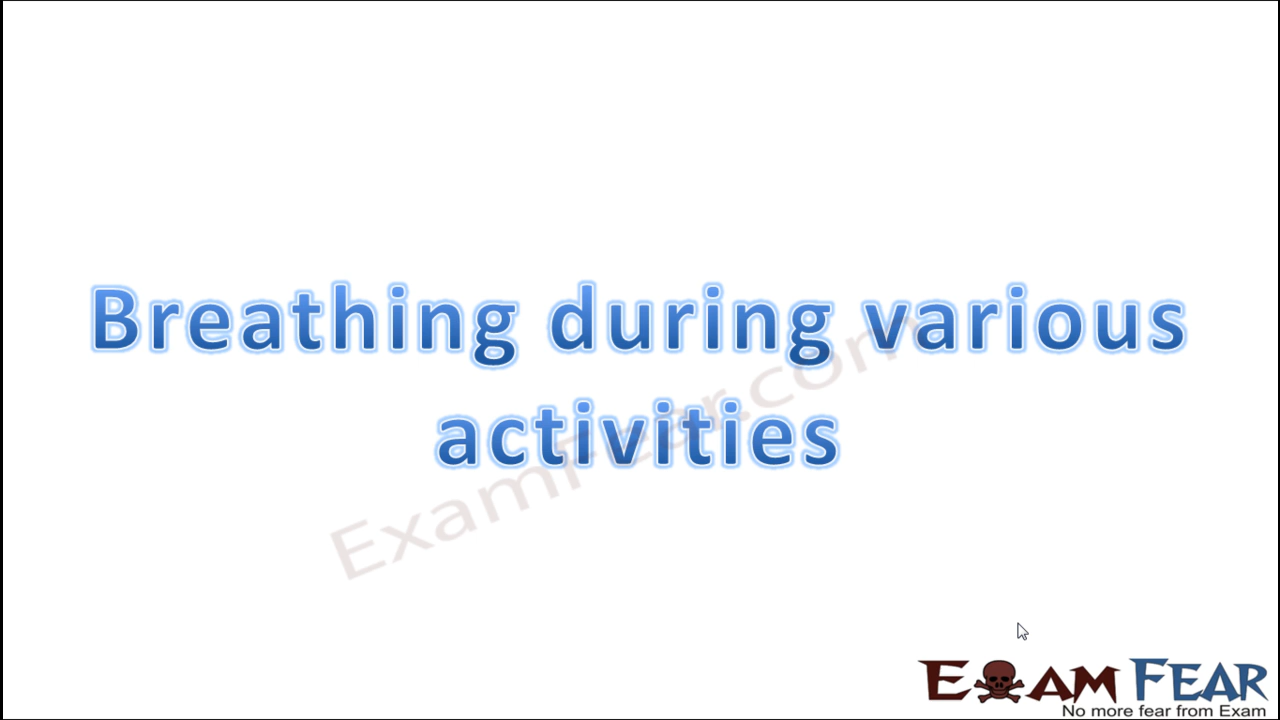 Breathing during various
activities
ExamFear.com
EXAM FEAR
No more fear from Exam